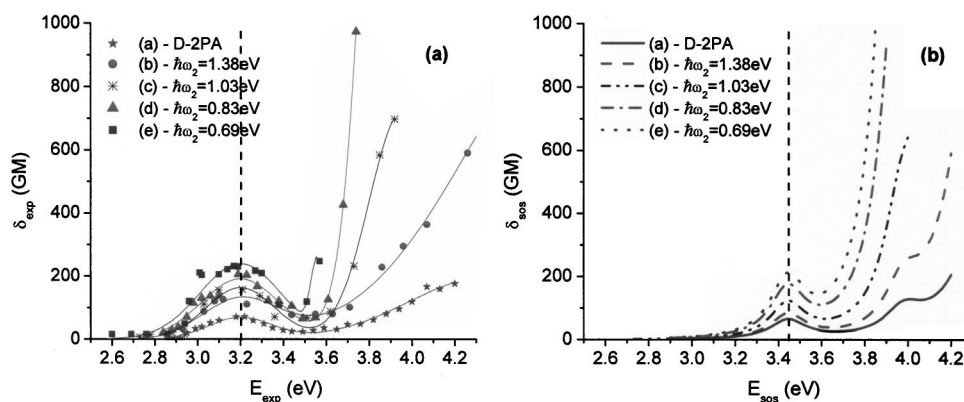 1000
800
600
400
200
0
δexp (GM)
(a) - D-2PA
(b) - ℏω₂=1.38eV
(c) - ℏω₂=1.03eV
(d) - ℏω₂=0.83eV
(e) - ℏω₂=0.69eV
(a)
2.6 2.8 3.0 3.2 3.4 3.6 3.8 4.0 4.2
Eexp (eV)
1000
800
600
400
200
0
δsos (GM)
(a) - D-2PA
(b) - ℏω₂=1.38eV
(c) - ℏω₂=1.03eV
(d) - ℏω₂=0.83eV
(e) - ℏω₂=0.69eV
(b)
2.6 2.8 3.0 3.2 3.4 3.6 3.8 4.0 4.2
Esos (eV)